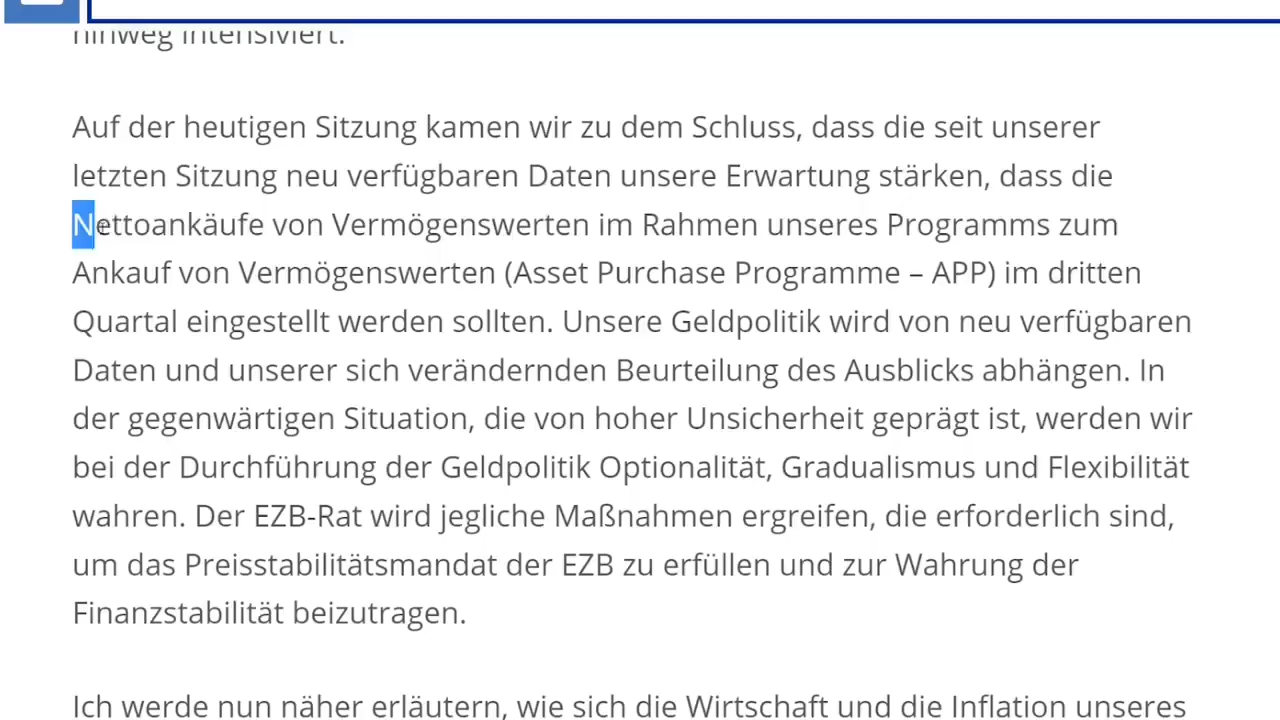 hinweg intensiviert.
Auf der heutigen Sitzung kamen wir zu dem Schluss, dass die seit unserer
letzten Sitzung neu verfügbaren Daten unsere Erwartung stärken, dass die
Nettoankäufe von Vermögenswerten im Rahmen unseres Programms zum
Ankauf von Vermögenswerten (Asset Purchase Programme – APP) im dritten
Quartal eingestellt werden sollten. Unsere Geldpolitik wird von neu verfügbaren
Daten und unserer sich verändernden Beurteilung des Ausblicks abhängen. In
der gegenwärtigen Situation, die von hoher Unsicherheit geprägt ist, werden wir
bei der Durchführung der Geldpolitik Optionalität, Gradualismus und Flexibilität
wahren. Der EZB-Rat wird jegliche Maßnahmen ergreifen, die erforderlich sind,
um das Preisstabilitätsmandat der EZB zu erfüllen und zur Wahrung der
Finanzstabilität beizutragen.
Ich werde nun näher erläutern, wie sich die Wirtschaft und die Inflation unseres